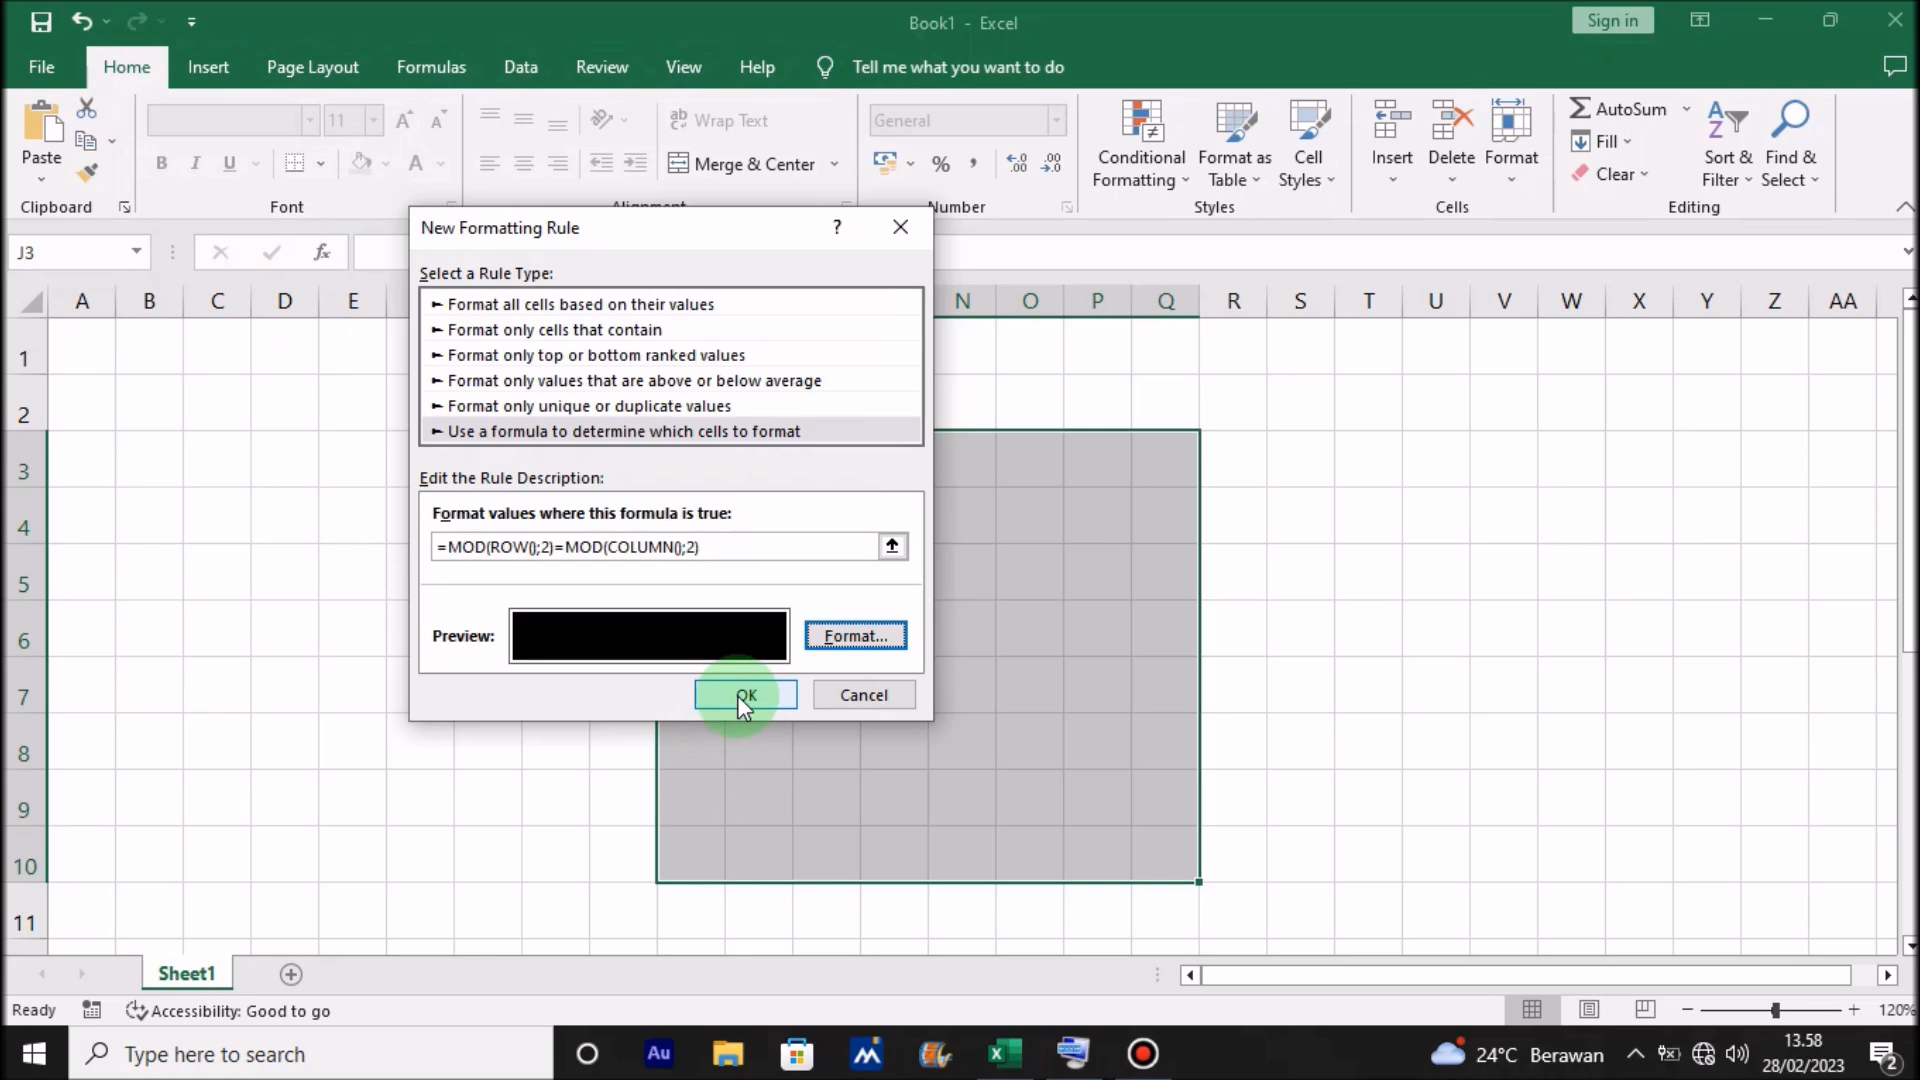 Book1 - Excel
Sign in
File
Home
Insert
Page Layout
Formulas
Data
Review
View
Help
Tell me what you want to do
Paste
11
A
A
B
I
U
A
ab
c
Wrap Text
Merge & Center
General
%
Conditional
Formatting
Format as
Table
Cell
Styles
Insert
Delete
Format
AutoSum
Fill
Clear
Sort &
Filter
Find &
Select
Clipboard
Font
Alignment
Number
Styles
Cells
Editing
J3
fx
New Formatting Rule
?
Select a Rule Type:
► Format all cells based on their values
► Format only cells that contain
► Format only top or bottom ranked values
► Format only values that are above or below average
► Format only unique or duplicate values
► Use a formula to determine which cells to format
Edit the Rule Description:
Format values where this formula is true:
=MOD(ROW();2)=MOD(COLUMN();2)
Preview:
Format...
OK
Cancel
A B C D E N O P Q R S T U V W X Y Z AA
1
2
3
4
5
6
7
8
9
10
11
Sheet1
Ready
Accessibility: Good to go
120%
Type here to search
Au
24°C Berawan
13.58
28/02/2023
2